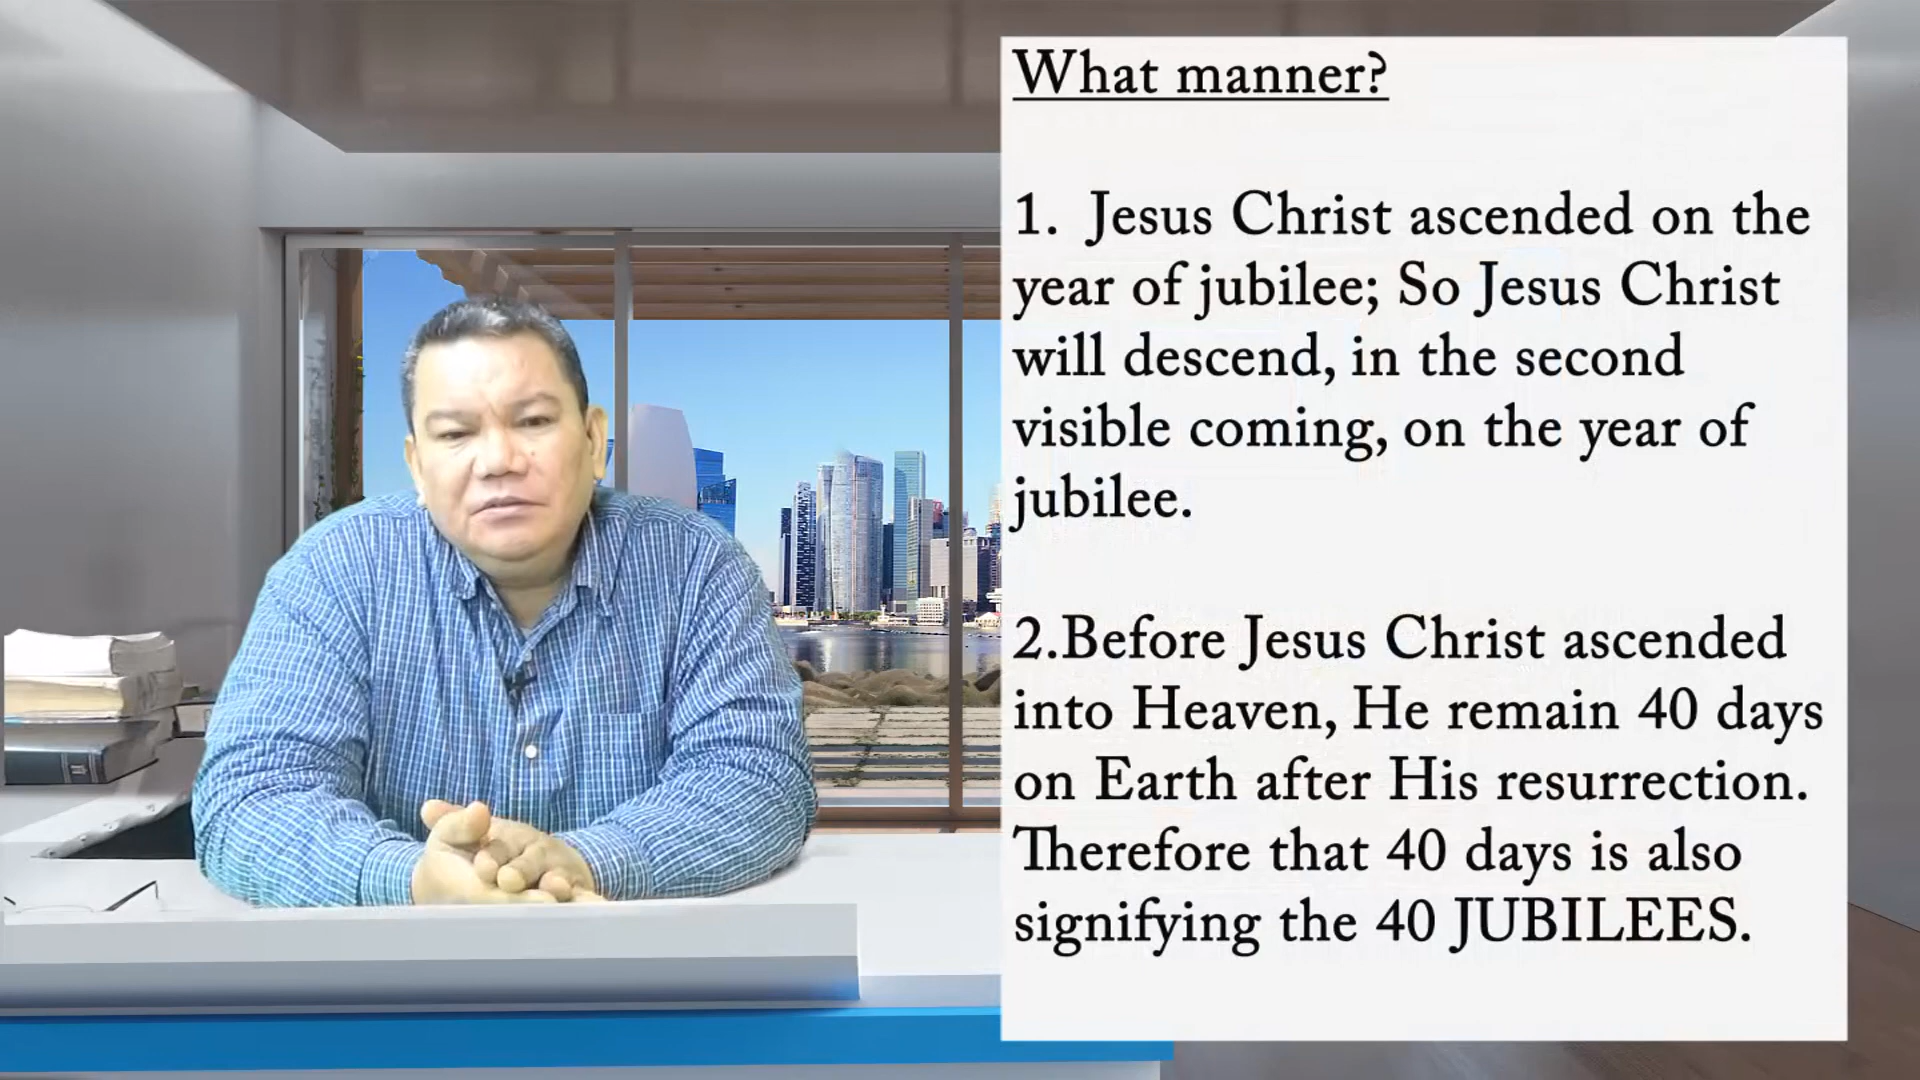 What manner?
1. Jesus Christ ascended on the
year of jubilee; So Jesus Christ
will descend, in the second
visible coming, on the year of
jubilee.
2.Before Jesus Christ ascended
into Heaven, He remain 40 days
on Earth after His resurrection.
Therefore that 40 days is also
signifying the 40 JUBILEES.